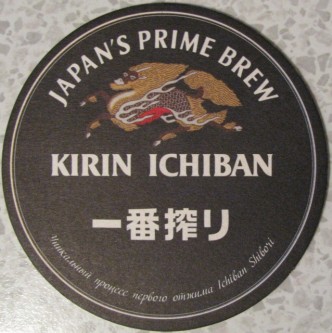 JAPAN'S PRIME BREW
KIRIN ICHIBAN
一番搾り
уникальный процесс первого отжима Ichiban Shibori